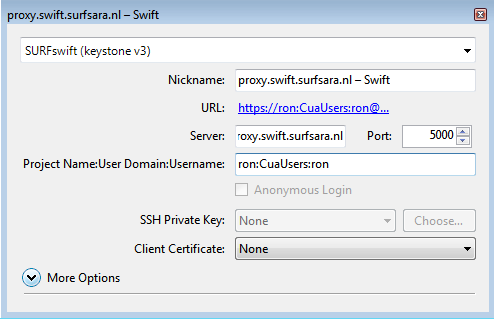 proxy.swift.surfsara.nl – Swift
SURFswift (keystone v3)
Nickname: proxy.swift.surfsara.nl – Swift
URL: https://ron:CuaUsers:ron@...
Server: roxy.swift.surfsara.nl Port: 5000
Project Name:User Domain:Username: ron:CuaUsers:ron
Anonymous Login
SSH Private Key: None Choose...
Client Certificate: None
More Options